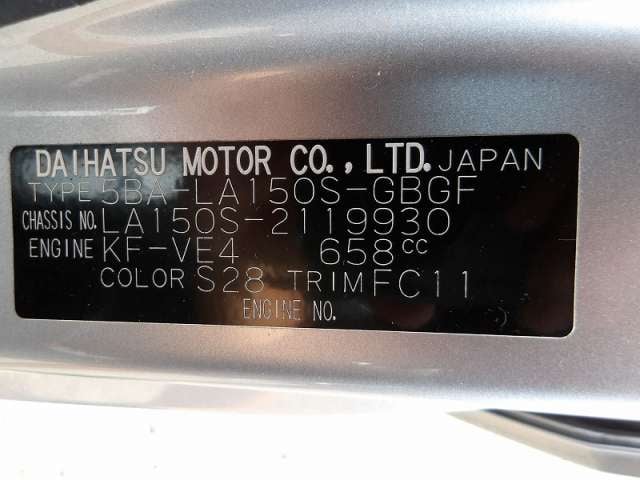 DAIHATSU MOTOR CO.,LTD. JAPAN
TYPE 5BA-LA150S-GBGF
CHASSIS NO. LA150S-2119930
ENGINE KF-VE4 658cc
COLOR S28 TRIM FC11
ENGINE NO.